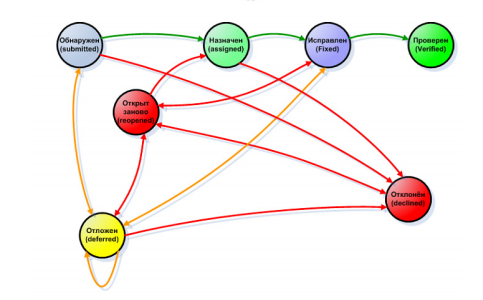 Обнаружен
(submitted)
Назначен
(assigned)
Исправлен
(Fixed)
Проверен
(Verified)
Открыт
заново
(reopened)
Отклонён
(declined)
Отложен
(deferred)